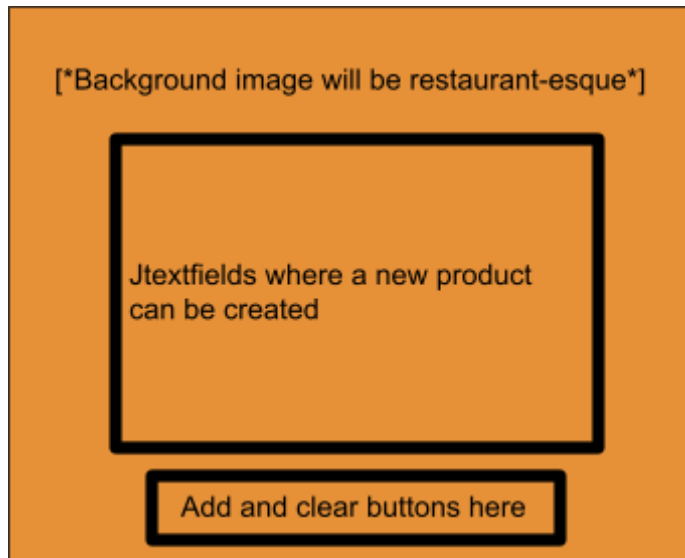 [*Background image will be restaurant-esque*]
Jtextfields where a new product
can be created
Add and clear buttons here